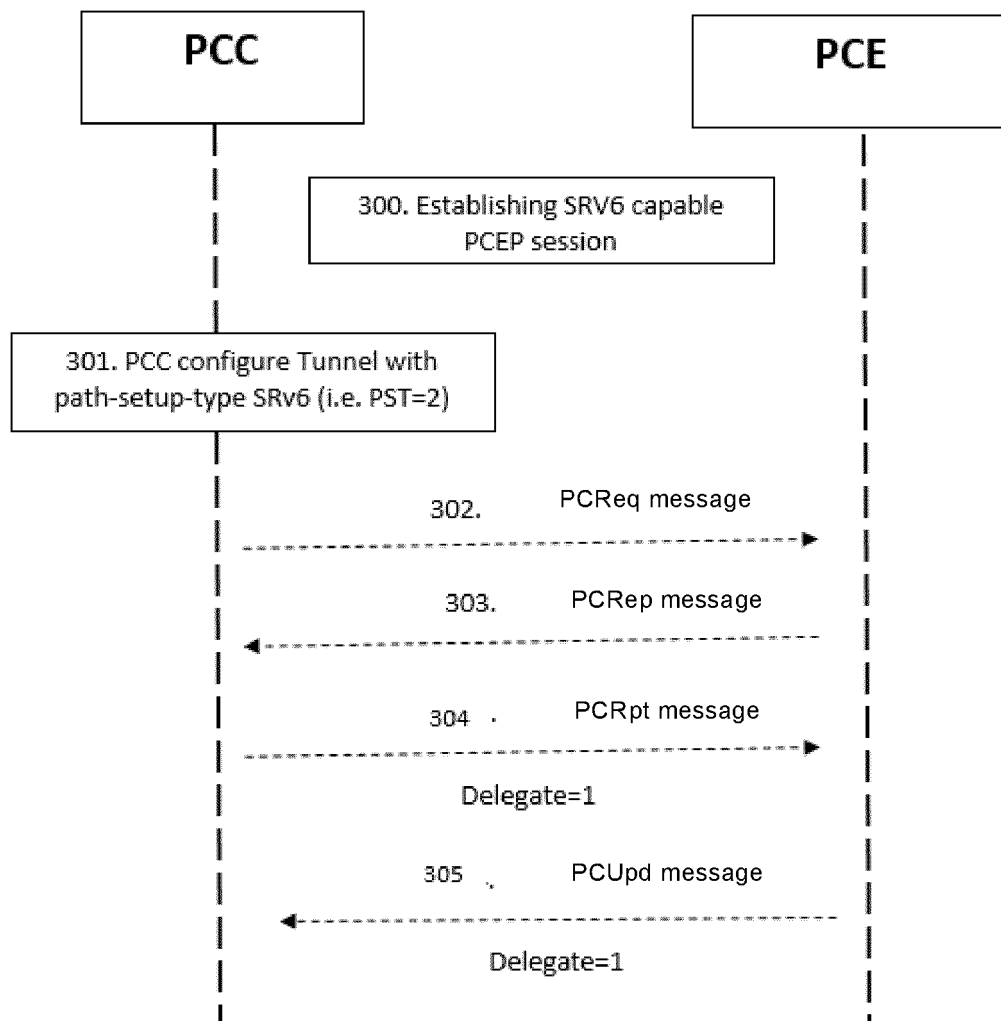 PCC
PCE
300. Establishing SRV6 capable
PCEP session
301. PCC configure Tunnel with
path-setup-type SRv6 (i.e. PST=2)
302. PCReq message
303. PCRep message
304 . PCRpt message
Delegate=1
305 . PCUpd message
Delegate=1